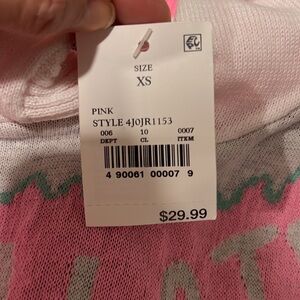 SIZE
XS
PINK
STYLE 4J0JR1153
006 10 0007
DEPT CL ITEM
4 90061 00007 9
$29.99